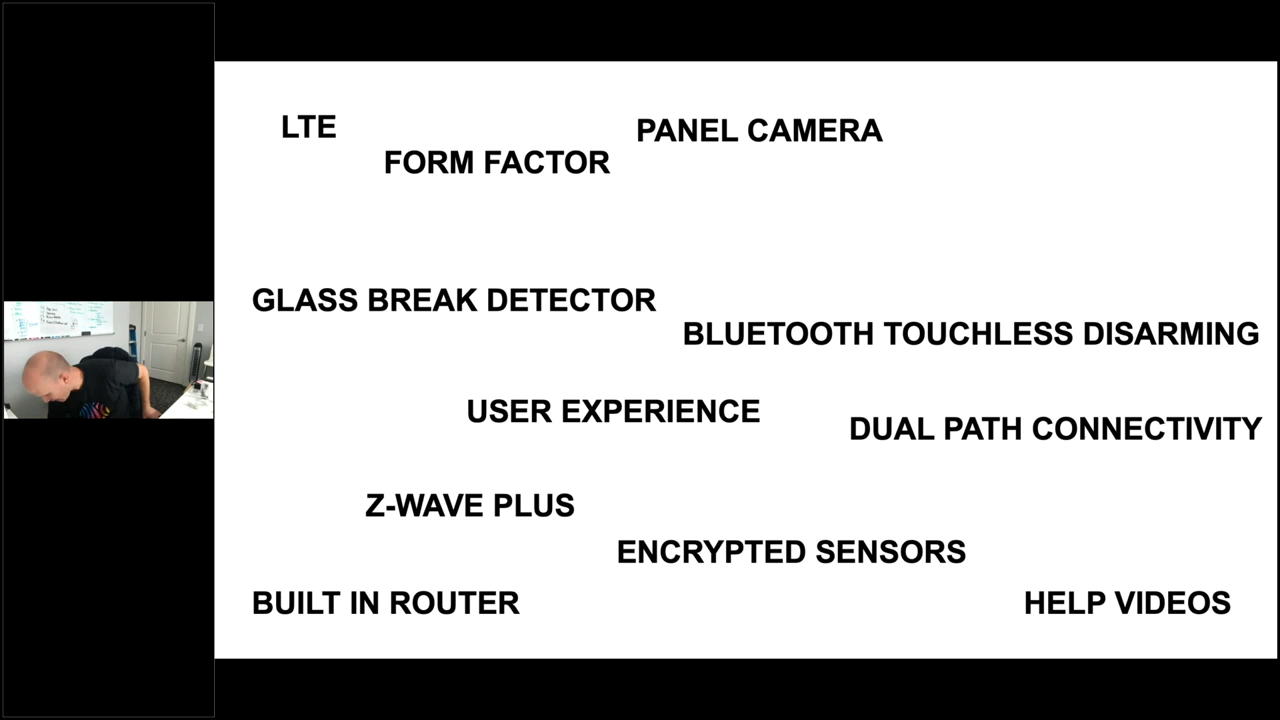 LTE
PANEL CAMERA
FORM FACTOR
GLASS BREAK DETECTOR
BLUETOOTH TOUCHLESS DISARMING
USER EXPERIENCE
DUAL PATH CONNECTIVITY
Z-WAVE PLUS
ENCRYPTED SENSORS
BUILT IN ROUTER
HELP VIDEOS